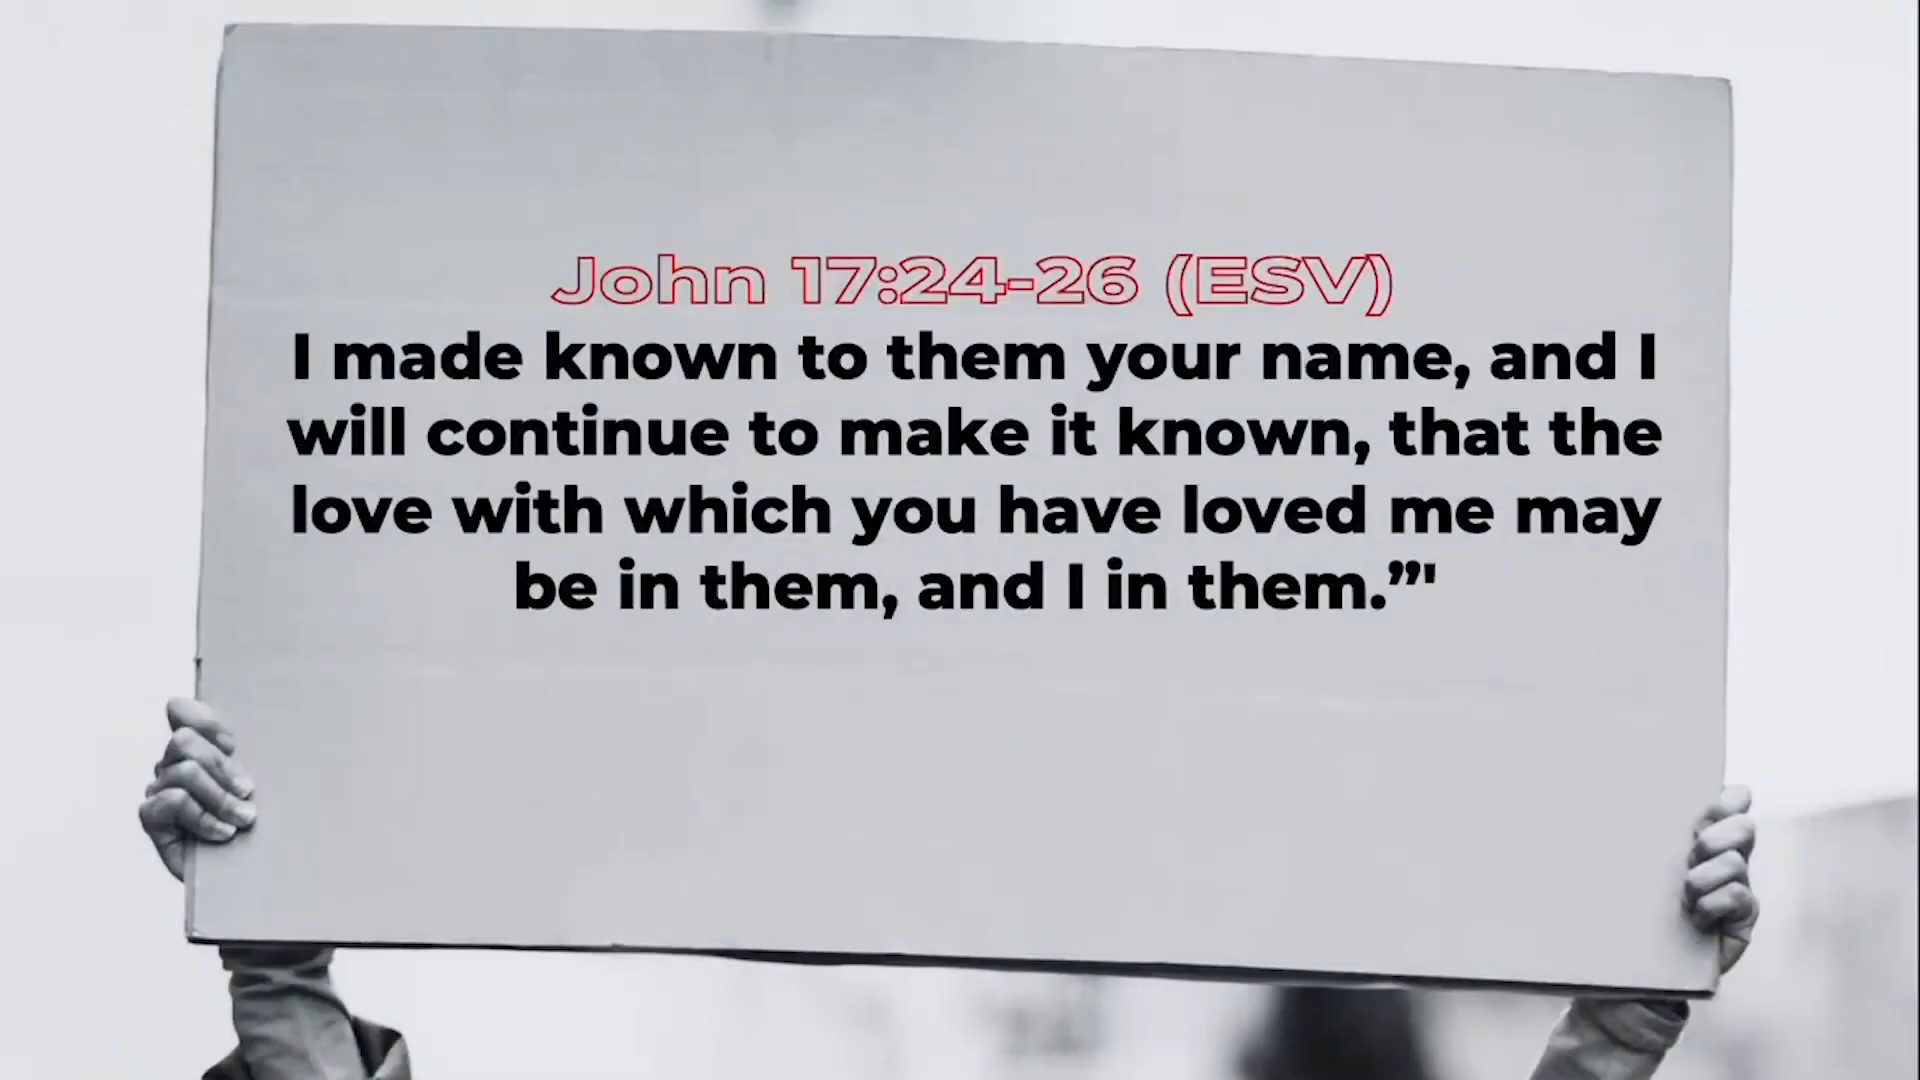 John 17:24-26 (ESV)
I made known to them your name, and I
will continue to make it known, that the
love with which you have loved me may
be in them, and I in them.”'